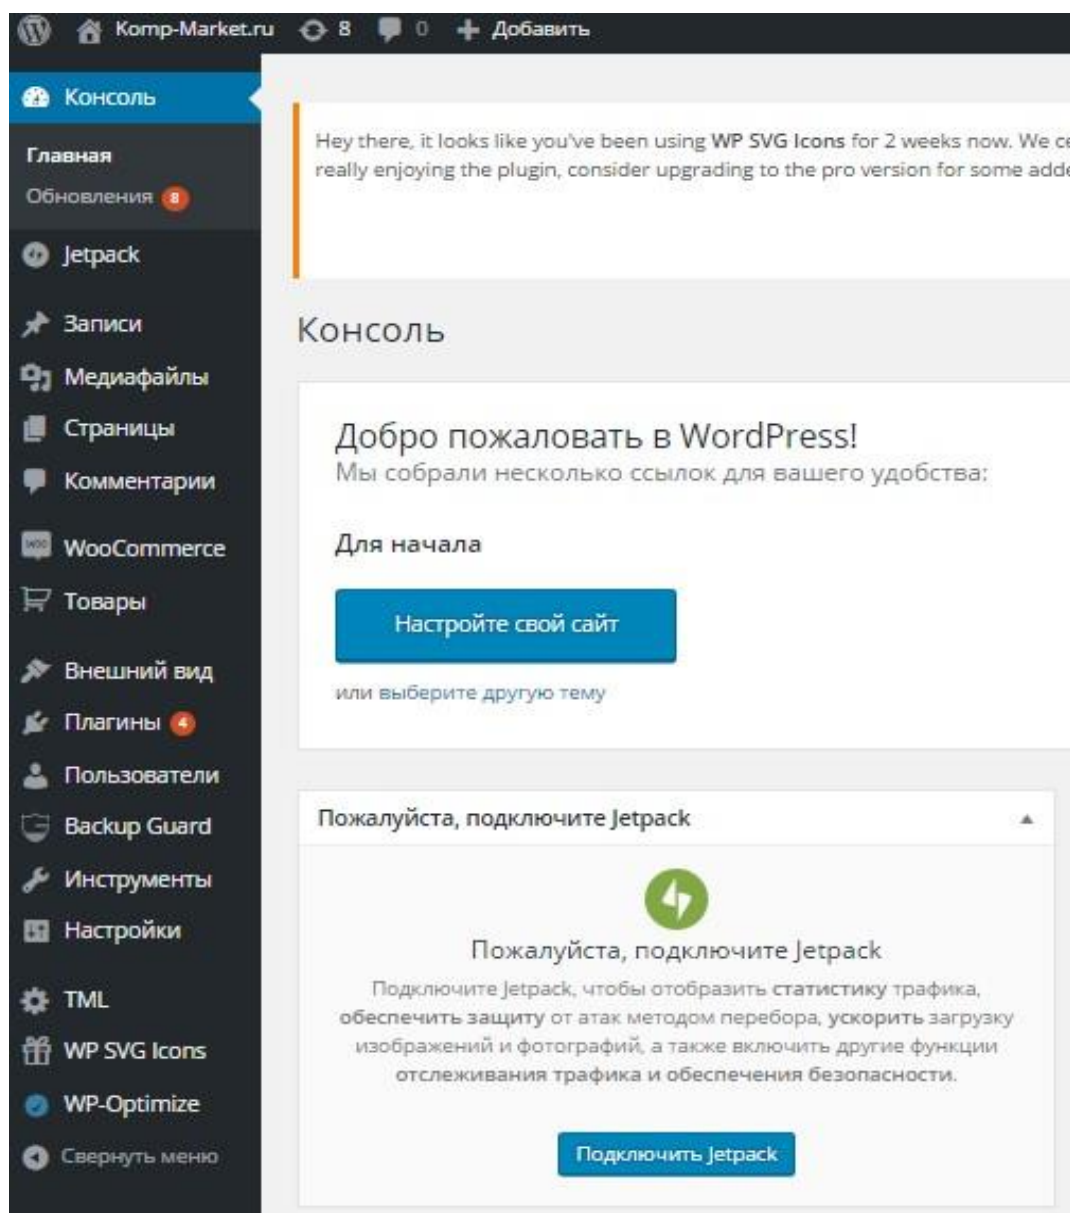 Komp-Market.ru 8 0 Добавить
Консоль
Главная
Обновления 8
Jetpack
Записи
Медиафайлы
Страницы
Комментарии
WooCommerce
Товары
Внешний вид
Плагины 4
Пользователи
Backup Guard
Инструменты
Настройки
TML
WP SVG Icons
WP-Optimize
Свернуть меню
Hey there, it looks like you've been using WP SVG Icons for 2 weeks now. We ce
really enjoying the plugin, consider upgrading to the pro version for some adde
Консоль
Добро пожаловать в WordPress!
Мы собрали несколько ссылок для вашего удобства:
Для начала
Настройте свой сайт
или выберите другую тему
Пожалуйста, подключите Jetpack
Пожалуйста, подключите Jetpack
Подключите Jetpack, чтобы отобразить статистику трафика,
обеспечить защиту от атак методом перебора, ускорить загрузку
изображений и фотографий, а также включить другие функции
отслеживания трафика и обеспечения безопасности.
Подключить Jetpack